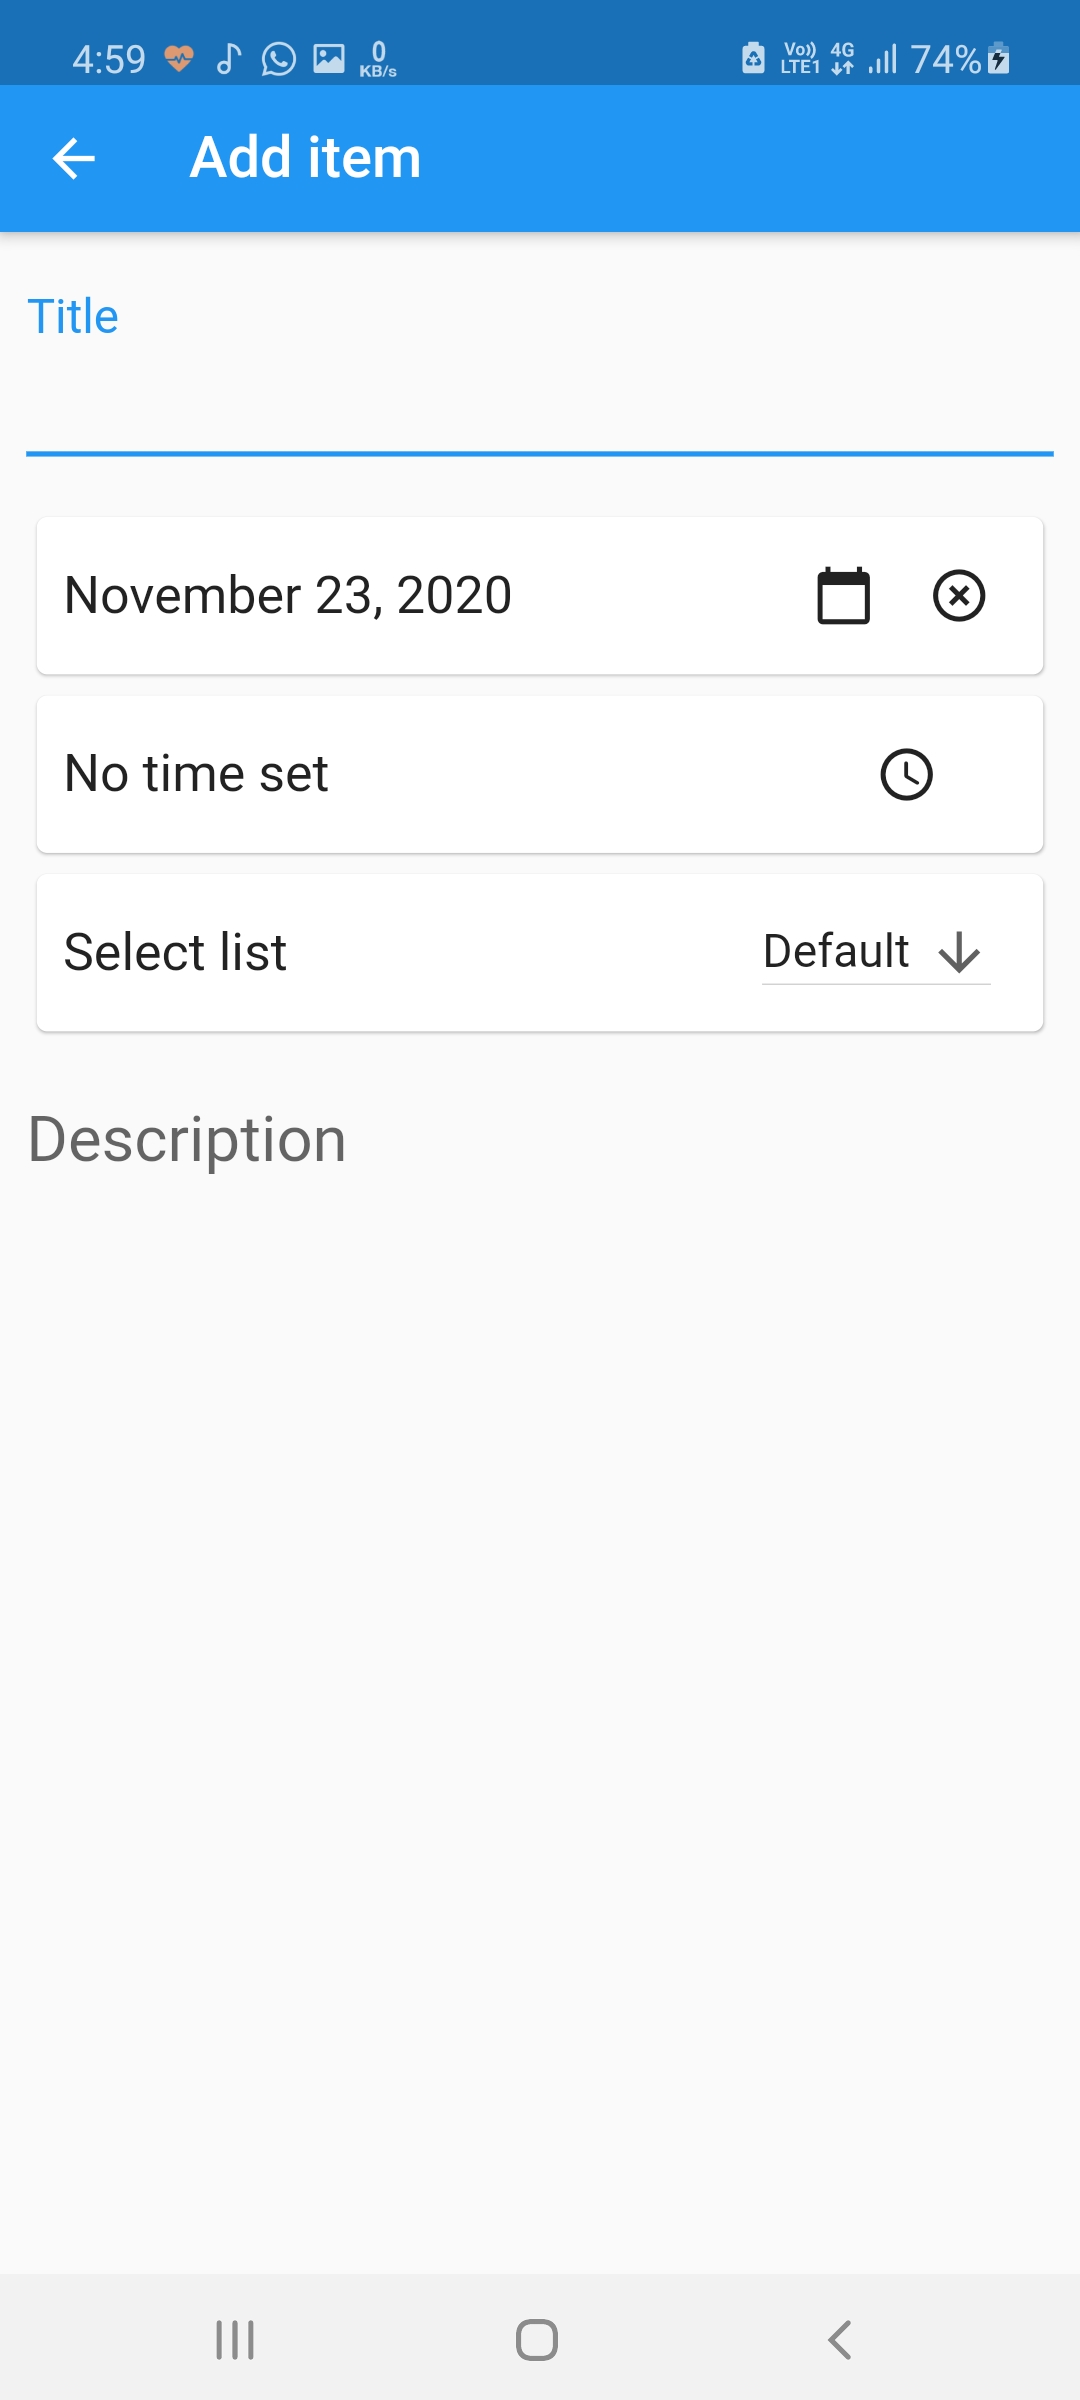 4:59 0 KB/s Vo)) LTE1 4G 74%
Add item
Title
November 23, 2020
No time set
Select list Default
Description